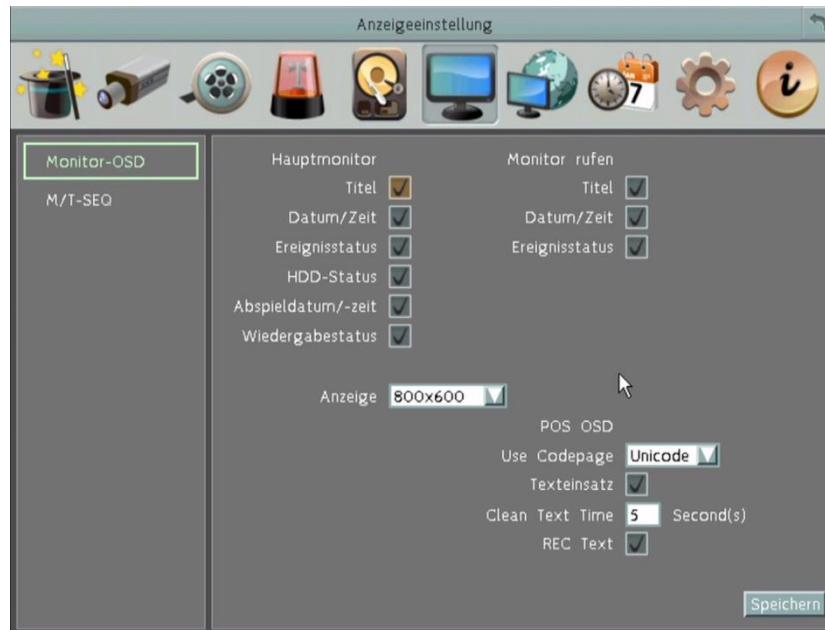 Anzeigeeinstellung
7
i
Monitor-OSD
M/T-SEQ
Hauptmonitor
Titel
Datum/Zeit
Ereignisstatus
HDD-Status
Abspieldatum/-zeit
Wiedergabestatus
Monitor rufen
Titel
Datum/Zeit
Ereignisstatus
Anzeige 800x600
POS OSD
Use Codepage Unicode
Texteinsatz
Clean Text Time 5 Second(s)
REC Text
Speichern